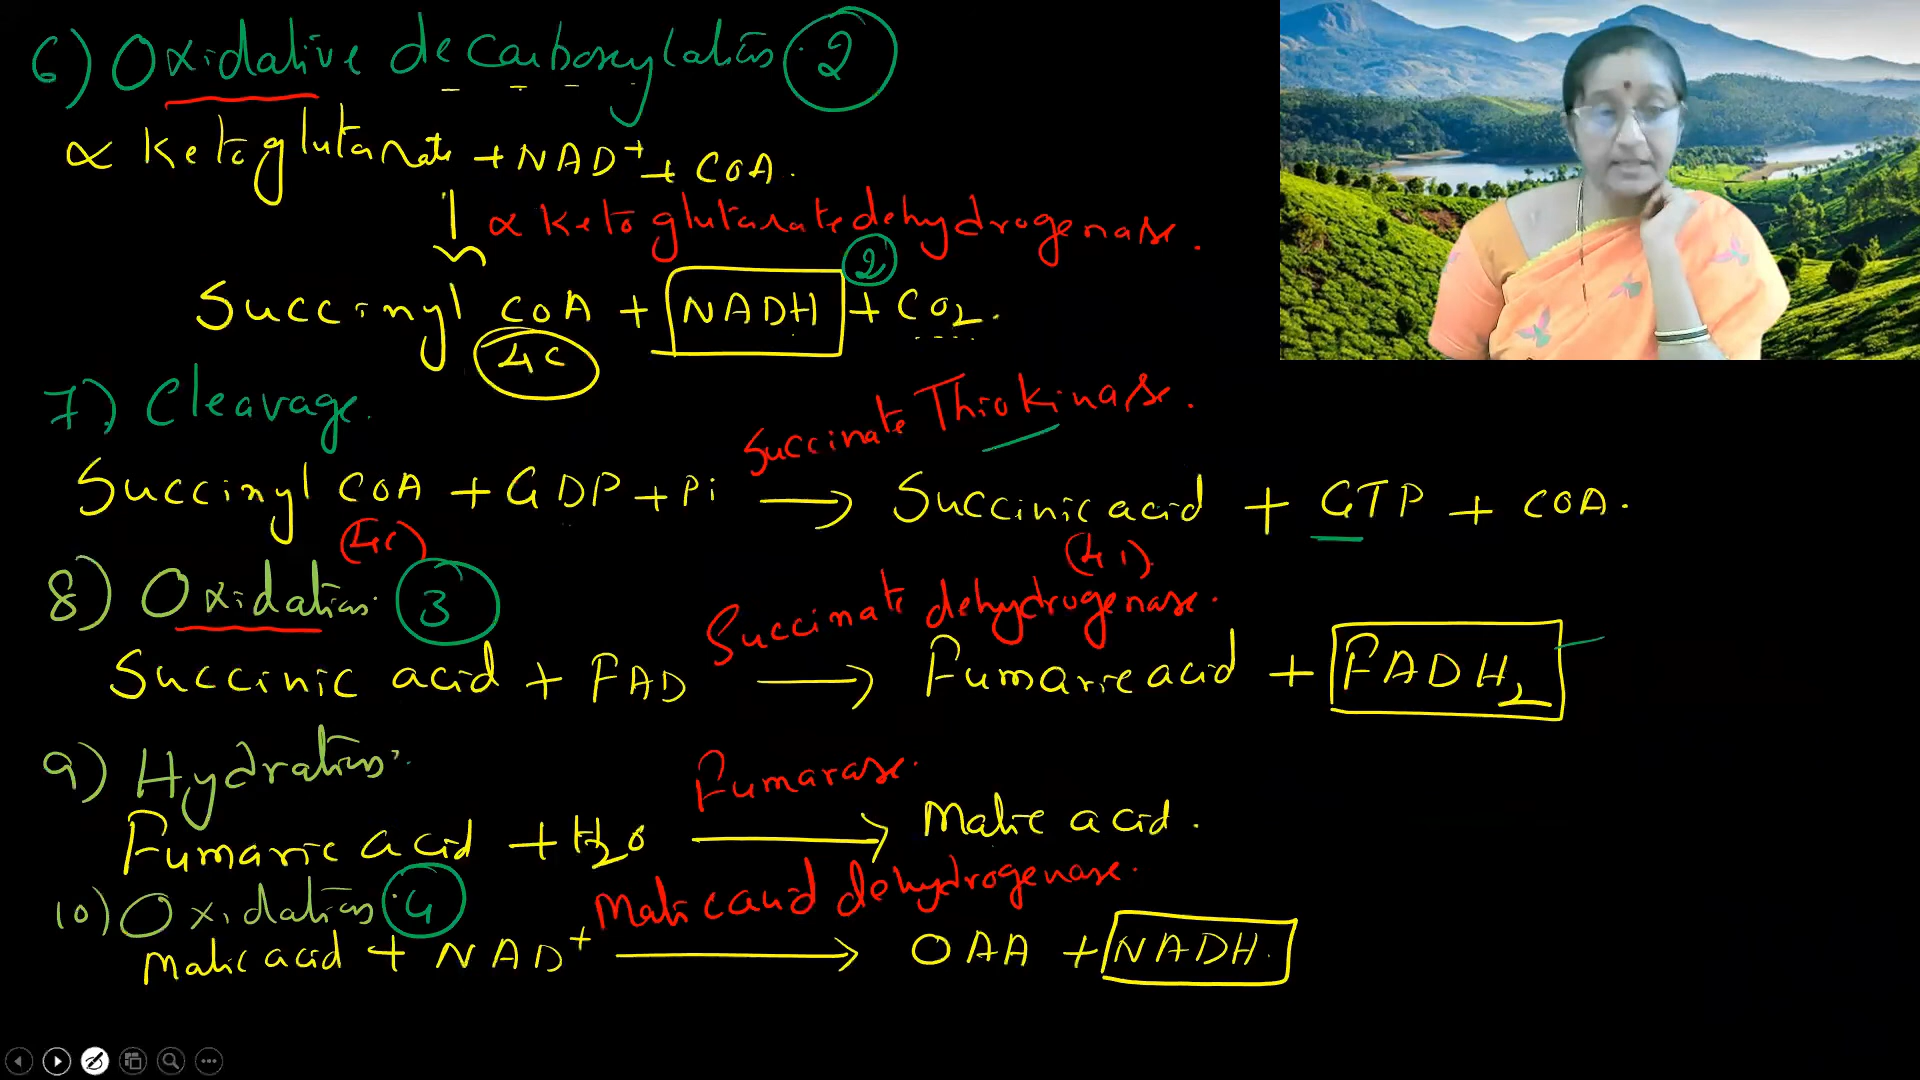 6) Oxidative decarboxylation 2
α Ketoglutarate + NAD+ + COA.
α Ketoglutarate dehydrogenase.
2
Succinyl COA + NADH + CO2.
4C
7) Cleavage.
Succinate Thiokinase.
Succinyl COA + GDP + Pi → Succinic acid + GTP + COA.
(4C)
8) Oxidation. 3
Succinate dehydrogenase.
Succinic acid + FAD → Fumaric acid + FADH2
9) Hydration.
Fumarase.
Fumaric acid + H2O → Malic acid.
10) Oxidation. 4
Malic acid dehydrogenase.
Malic acid + NAD+ → OAA + NADH.